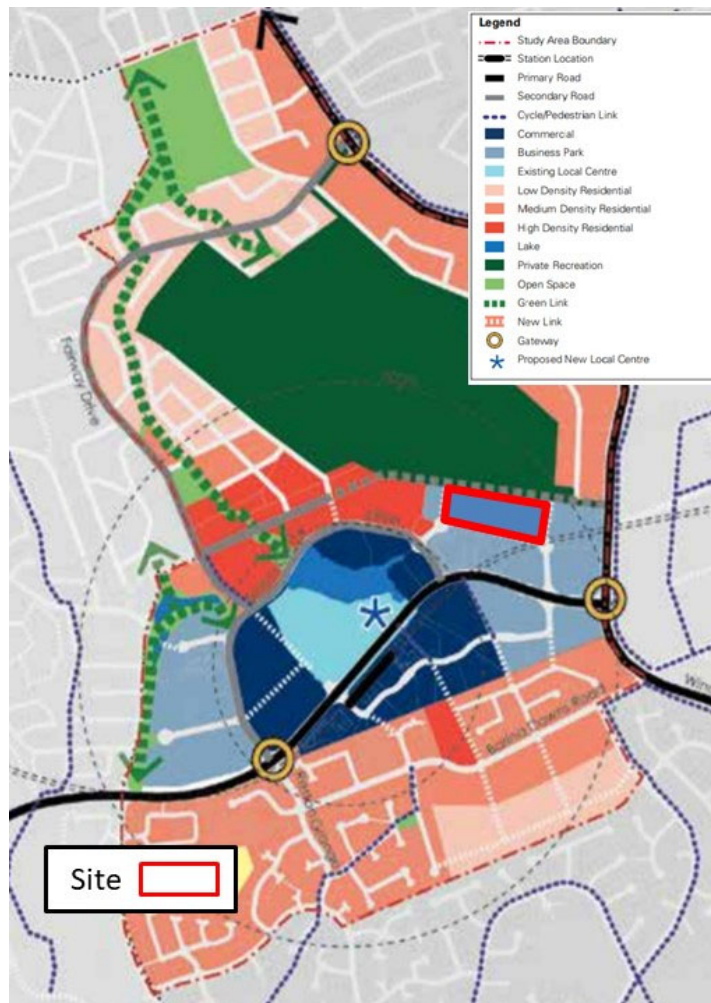 Legend
Study Area Boundary
Station Location
Primary Road
Secondary Road
Cycle/Pedestrian Link
Commercial
Business Park
Existing Local Centre
Low Density Residential
Medium Density Residential
High Density Residential
Lake
Private Recreation
Open Space
Green Link
New Link
Gateway
Proposed New Local Centre
Fairway Drive
Road
Site